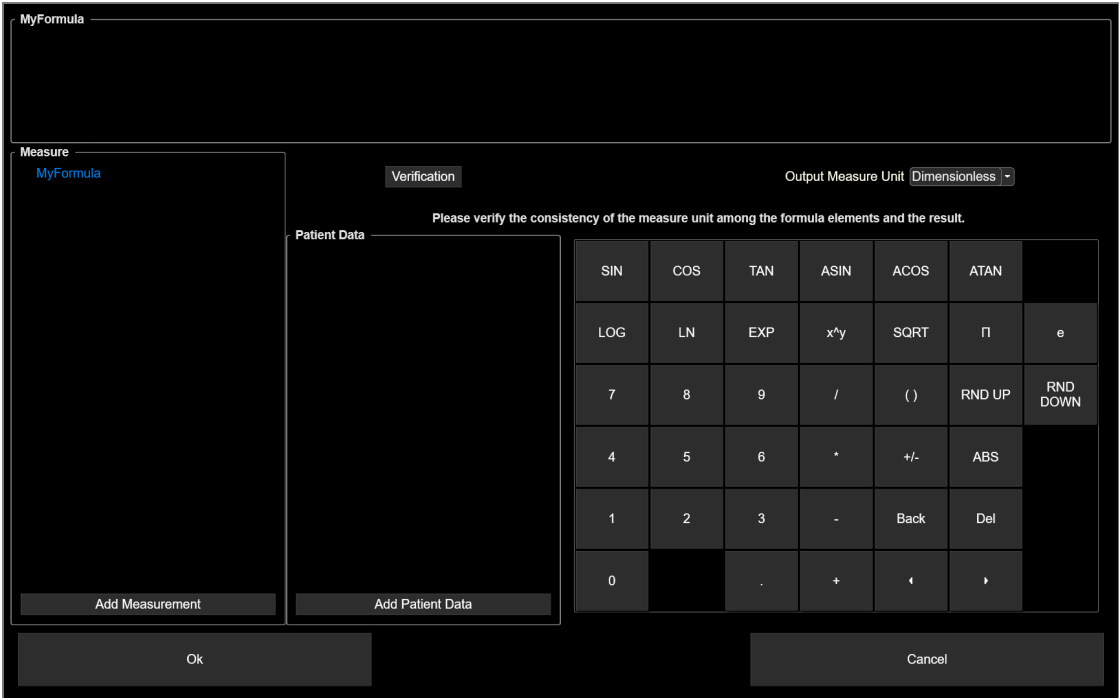 MyFormula
Measure
MyFormula
Verification
Output Measure Unit Dimensionless
Please verify the consistency of the measure unit among the formula elements and the result.
Patient Data
SIN COS TAN ASIN ACOS ATAN
LOG LN EXP x^y SQRT Π e
7 8 9 / ( ) RND UP RND DOWN
4 5 6 * +/- ABS
1 2 3 - Back Del
0 . +
Add Measurement
Add Patient Data
Ok
Cancel